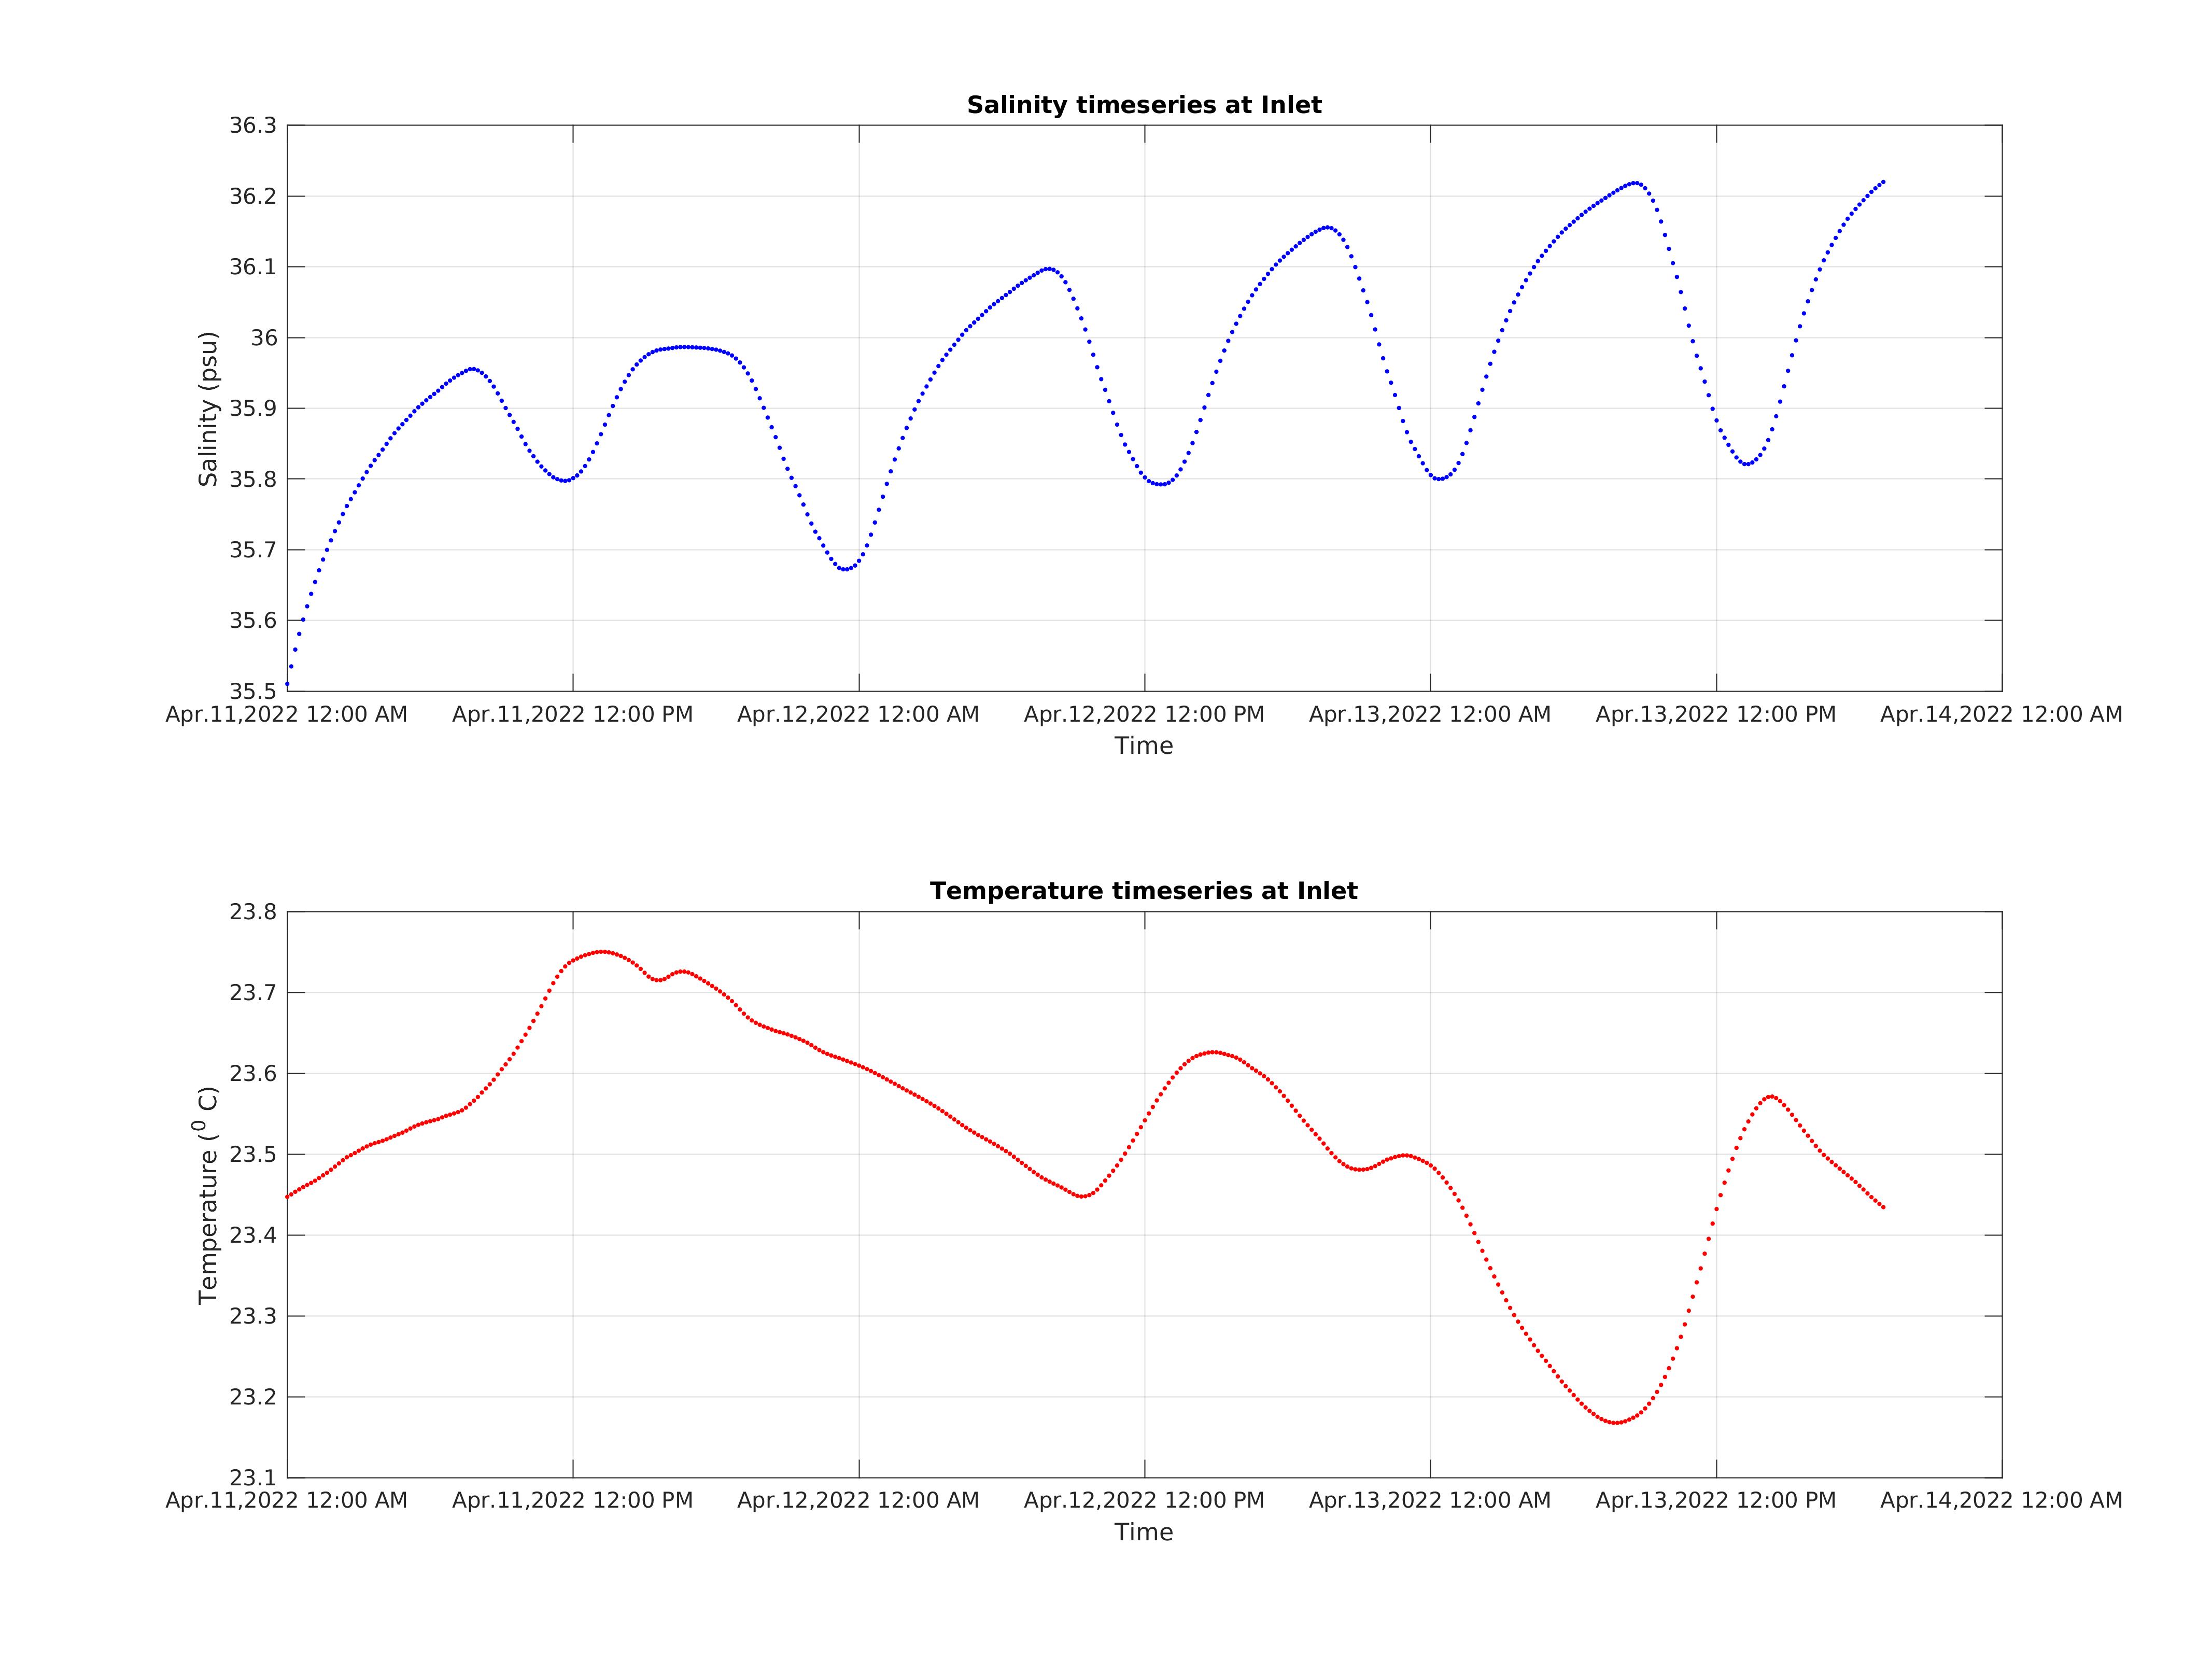 Salinity timeseries at Inlet
36.3
36.2
36.1
36
35.9
35.8
35.7
35.6
35.5
Salinity (psu)
Apr.11,2022 12:00 AM Apr.11,2022 12:00 PM Apr.12,2022 12:00 AM Apr.12,2022 12:00 PM Apr.13,2022 12:00 AM Apr.13,2022 12:00 PM Apr.14,2022 12:00 AM
Time
Temperature timeseries at Inlet
23.8
23.7
23.6
23.5
23.4
23.3
23.2
23.1
Temperature (⁰ C)
Apr.11,2022 12:00 AM Apr.11,2022 12:00 PM Apr.12,2022 12:00 AM Apr.12,2022 12:00 PM Apr.13,2022 12:00 AM Apr.13,2022 12:00 PM Apr.14,2022 12:00 AM
Time